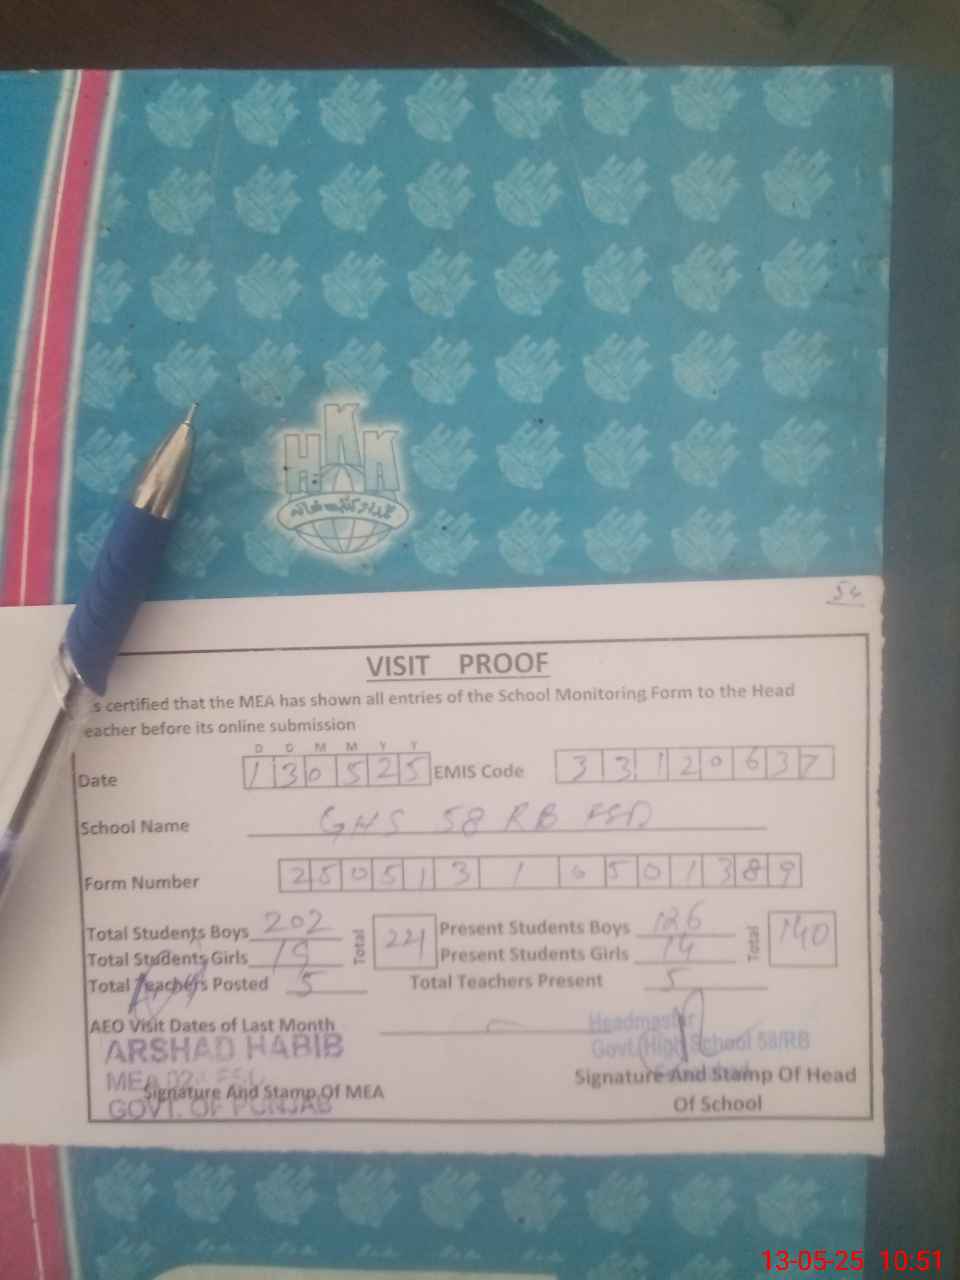 HKK
54
VISIT PROOF
s certified that the MEA has shown all entries of the School Monitoring Form to the Head
eacher before its online submission
D D M M Y Y
Date 1 3 0 5 2 5 EMIS Code 3 3 1 2 0 6 3 7
School Name GHS 58 RB FSD
Form Number 2 5 0 5 1 3 1 0 5 0 1 3 8 9
Total Students Boys 202 Total 221 Present Students Boys 126 Total 140
Total Students Girls 19 Present Students Girls 14
Total Teachers Posted 5 Total Teachers Present 5
AEO Visit Dates of Last Month
Headmaster
ARSHAD HABIB
Govt. High School 58/RB
MEA
Signature And Stamp Of MEA
Signature And Stamp Of Head
Of School
GOVT. OF PUNJAB
13-05-25 10:51